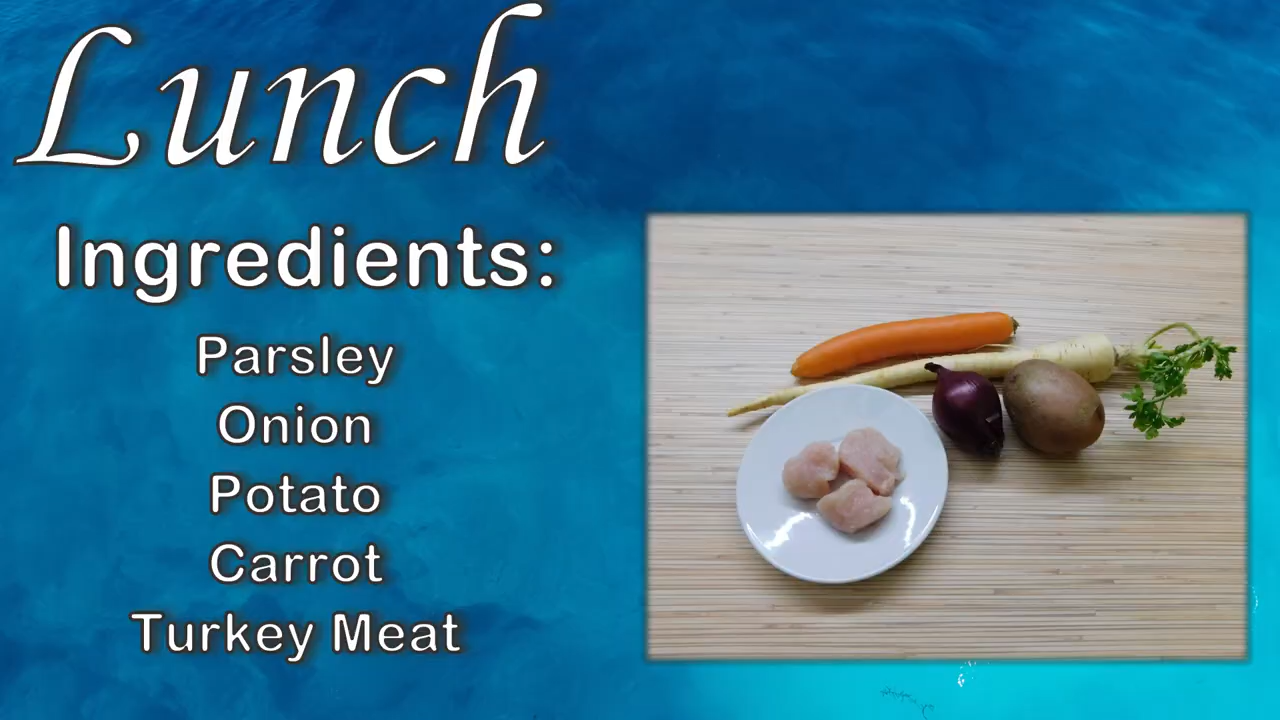 Lunch
Ingredients:
Parsley
Onion
Potato
Carrot
Turkey Meat